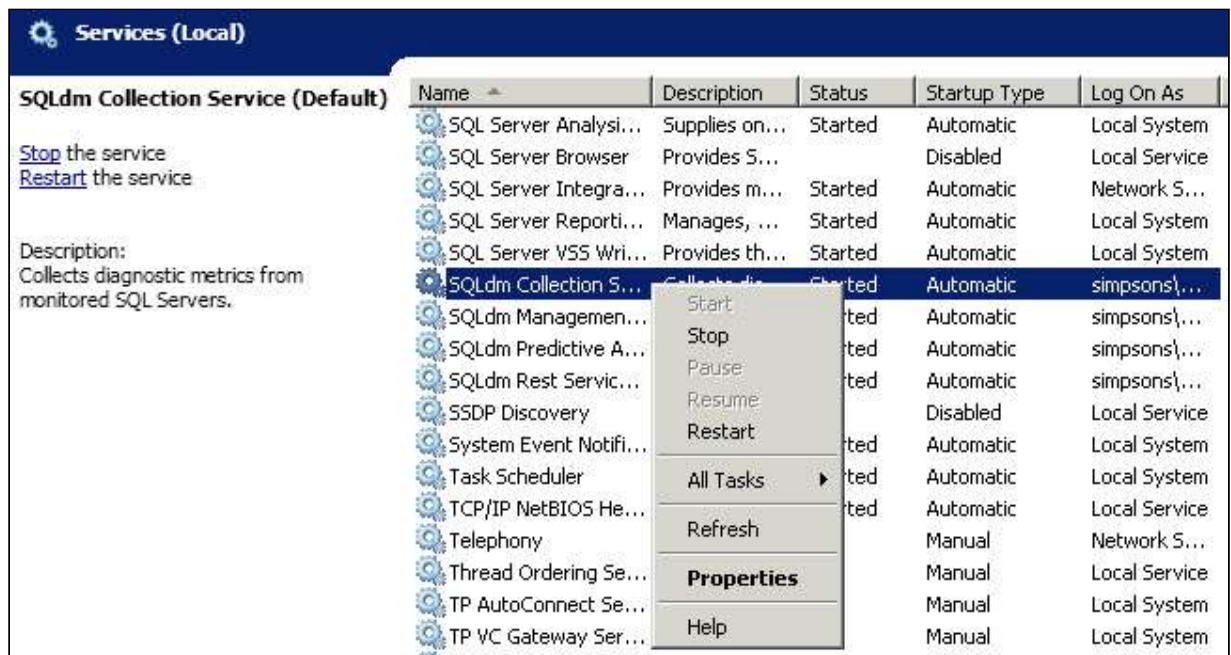 Services (Local)
SQLdm Collection Service (Default)
Stop the service
Restart the service
Description:
Collects diagnostic metrics from
monitored SQL Servers.
Name Description Status Startup Type Log On As
SQL Server Analysi... Supplies on... Started Automatic Local System
SQL Server Browser Provides S... Disabled Local Service
SQL Server Integra... Provides m... Started Automatic Network S...
SQL Server Reporti... Manages, ... Started Automatic Local System
SQL Server VSS Wri... Provides th... Started Automatic Local System
SQLdm Collection S... Automatic simpsons\...
SQLdm Managemen... Automatic simpsons\...
SQLdm Predictive A... Automatic simpsons\...
SQLdm Rest Servic... Automatic simpsons\...
SSDP Discovery Disabled Local Service
System Event Notifi... Automatic Local System
Task Scheduler Automatic Local System
TCP/IP NetBIOS He... Automatic Local Service
Telephony Manual Network S...
Thread Ordering Se... Manual Local Service
TP AutoConnect Se... Manual Local System
TP VC Gateway Ser... Manual Local System
Start
Stop
Pause
Resume
Restart
All Tasks
Refresh
Properties
Help